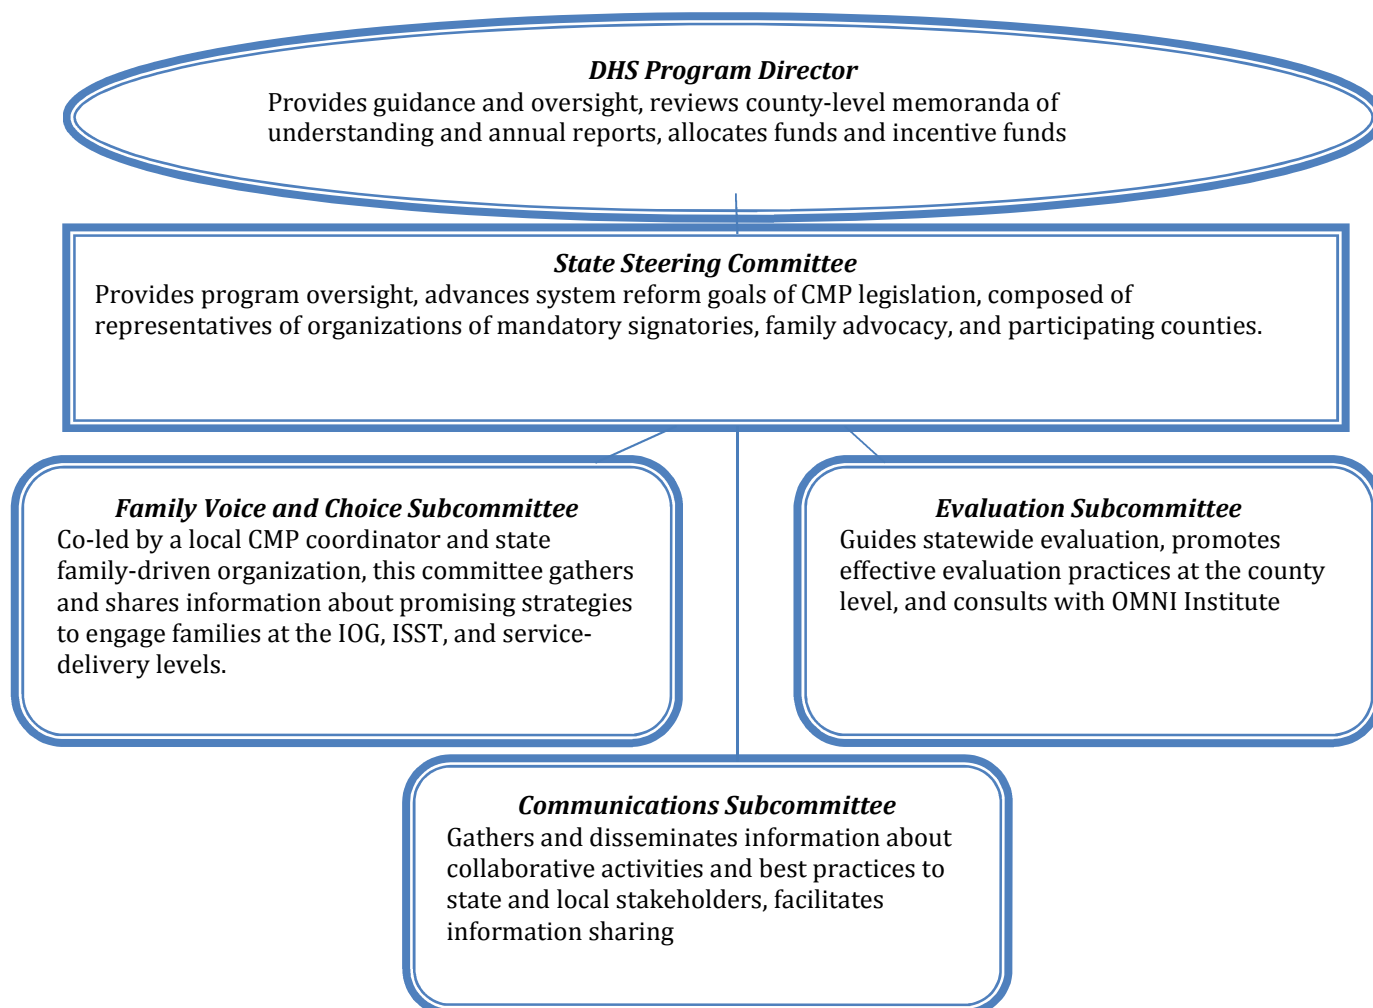 DHS Program Director
Provides guidance and oversight, reviews county-level memoranda of
understanding and annual reports, allocates funds and incentive funds
State Steering Committee
Provides program oversight, advances system reform goals of CMP legislation, composed of
representatives of organizations of mandatory signatories, family advocacy, and participating counties.
Family Voice and Choice Subcommittee
Co-led by a local CMP coordinator and state
family-driven organization, this committee gathers
and shares information about promising strategies
to engage families at the IOG, ISST, and service-
delivery levels.
Evaluation Subcommittee
Guides statewide evaluation, promotes
effective evaluation practices at the county
level, and consults with OMNI Institute
Communications Subcommittee
Gathers and disseminates information about
collaborative activities and best practices to
state and local stakeholders, facilitates
information sharing